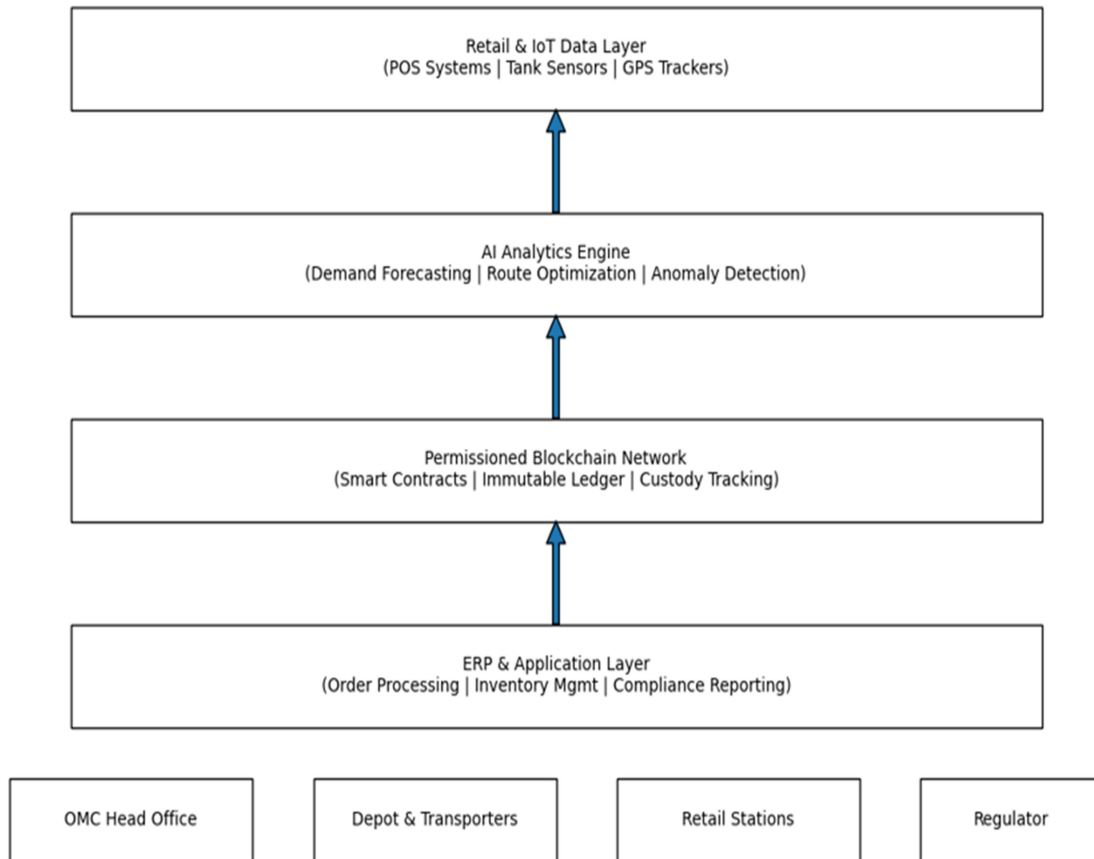 Retail & IoT Data Layer
(POS Systems | Tank Sensors | GPS Trackers)
AI Analytics Engine
(Demand Forecasting | Route Optimization | Anomaly Detection)
Permissioned Blockchain Network
(Smart Contracts | Immutable Ledger | Custody Tracking)
ERP & Application Layer
(Order Processing | Inventory Mgmt | Compliance Reporting)
OMC Head Office
Depot & Transporters
Retail Stations
Regulator